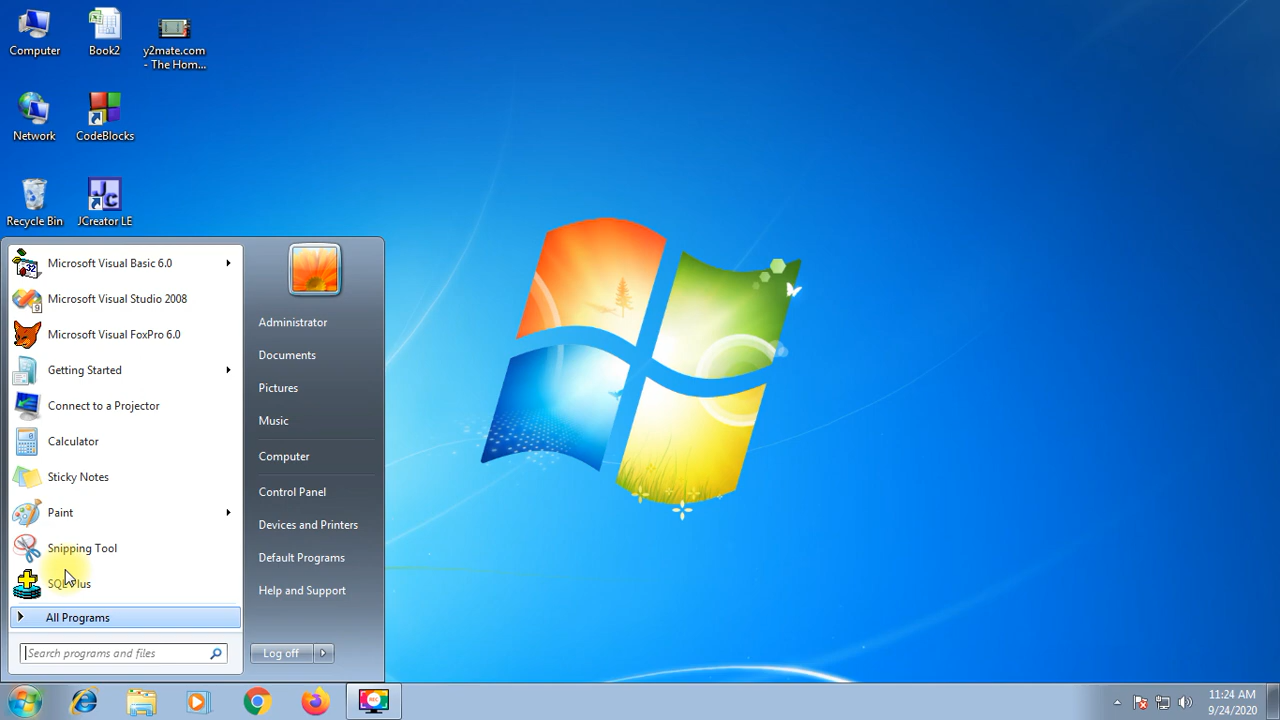 Computer
Book2
y2mate.com
- The Hom...
Network
CodeBlocks
Recycle Bin
JCreator LE
Microsoft Visual Basic 6.0
Microsoft Visual Studio 2008
Microsoft Visual FoxPro 6.0
Getting Started
Connect to a Projector
Calculator
Sticky Notes
Paint
Snipping Tool
SQL Plus
All Programs
Search programs and files
Administrator
Documents
Pictures
Music
Computer
Control Panel
Devices and Printers
Default Programs
Help and Support
Log off
11:24 AM
9/24/2020